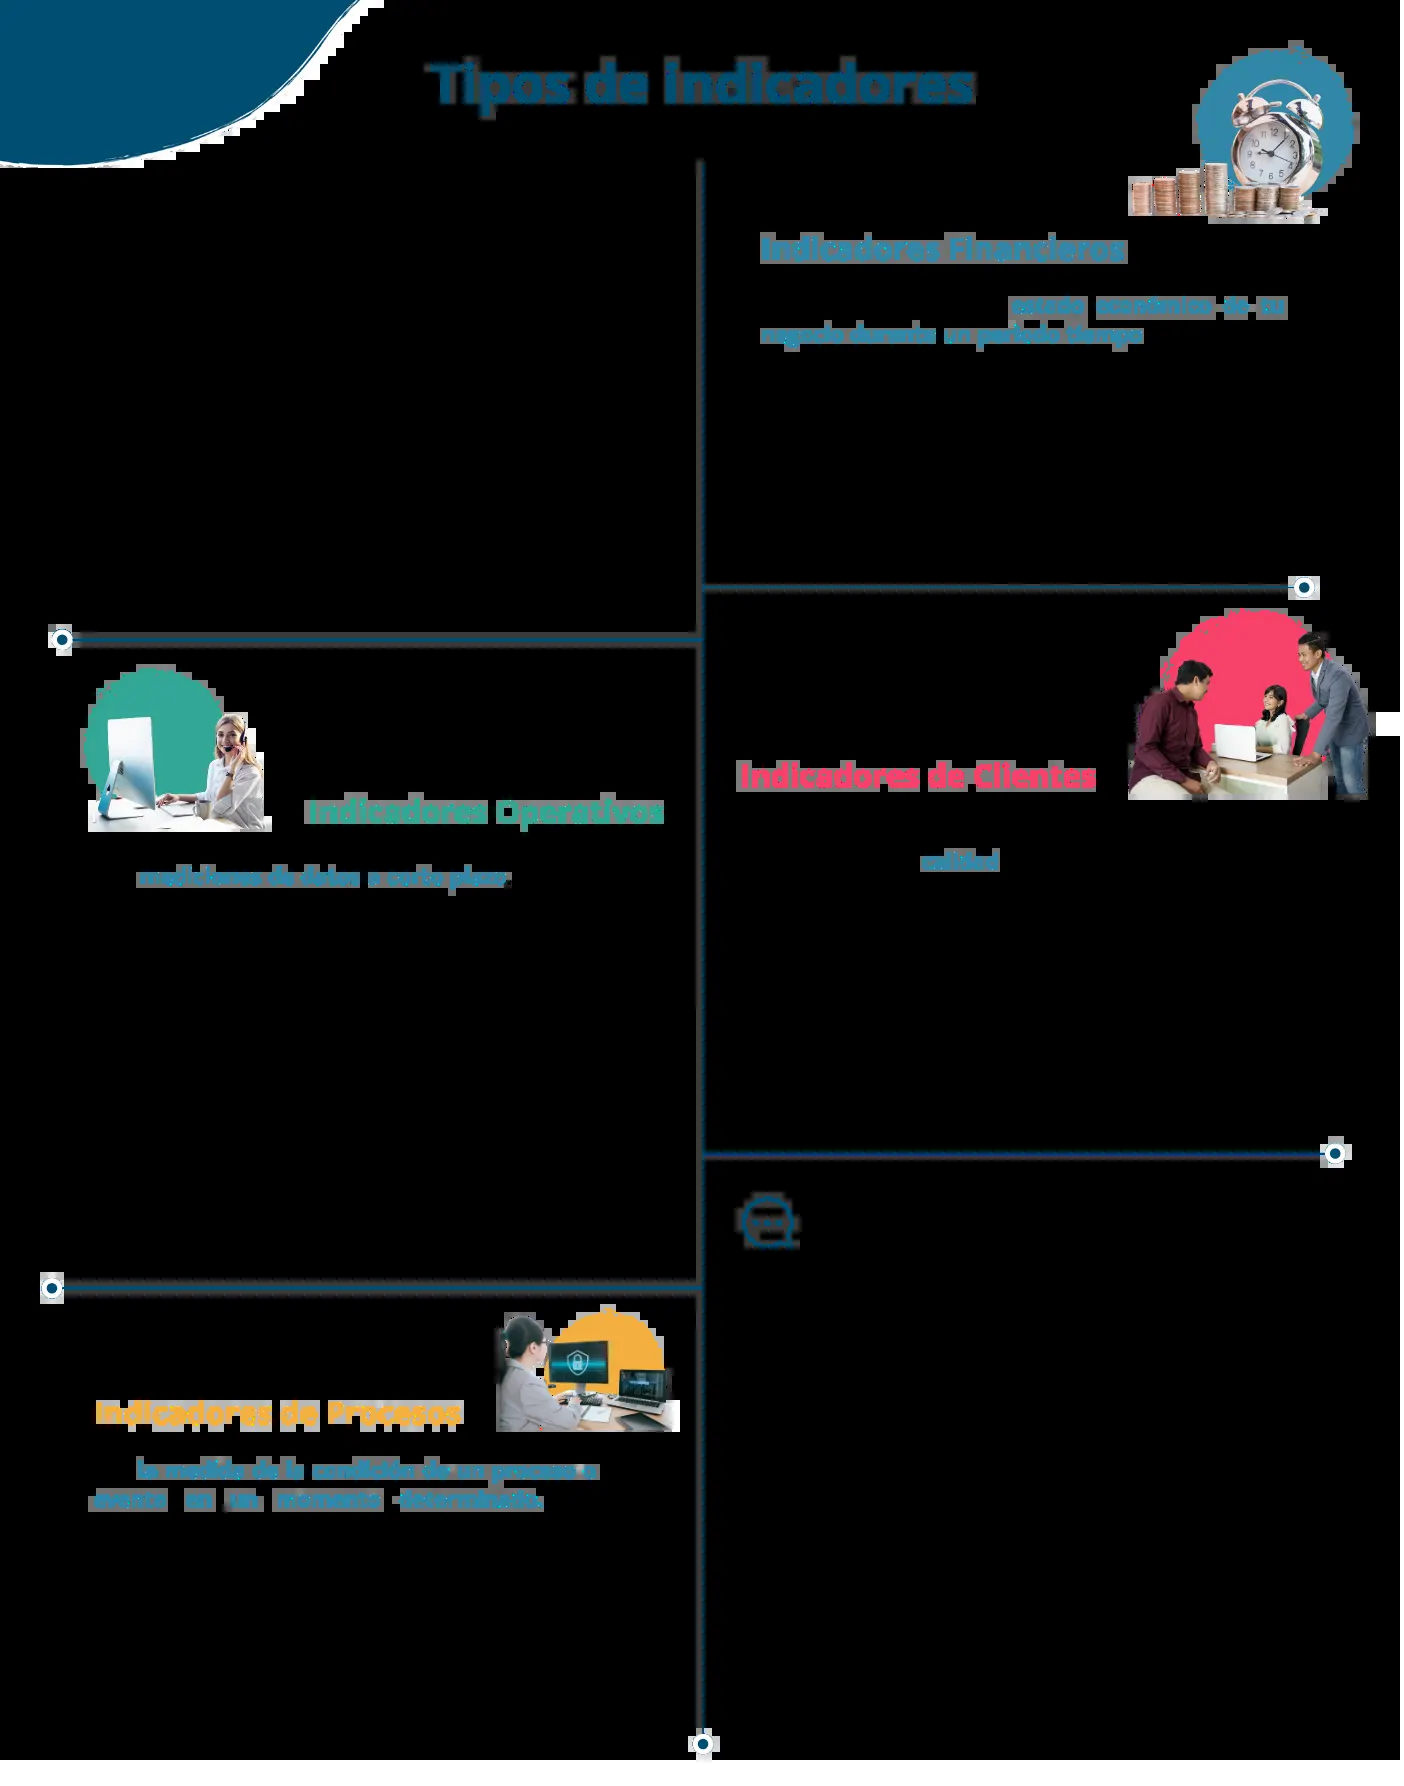 Tipos de indicadores
Indicadores Financieros
estado económico de su
negocio durante un período tiempo
Indicadores de Clientes
Indicadores Operativos
calidad
mediciones de datos a corto plazo
Indicadores de Procesos
la medida de la condición de un proceso o
evento en un momento determinado.